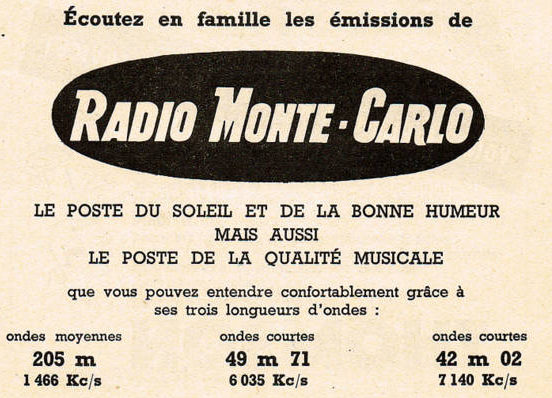 Écoutez en famille les émissions de
RADIO MONTE-CARLO
LE POSTE DU SOLEIL ET DE LA BONNE HUMEUR
MAIS AUSSI
LE POSTE DE LA QUALITÉ MUSICALE
que vous pouvez entendre confortablement grâce à
ses trois longueurs d'ondes :
ondes moyennes ondes courtes ondes courtes
205 m 49 m 71 42 m 02
1 466 Kc/s 6 035 Kc/s 7 140 Kc/s